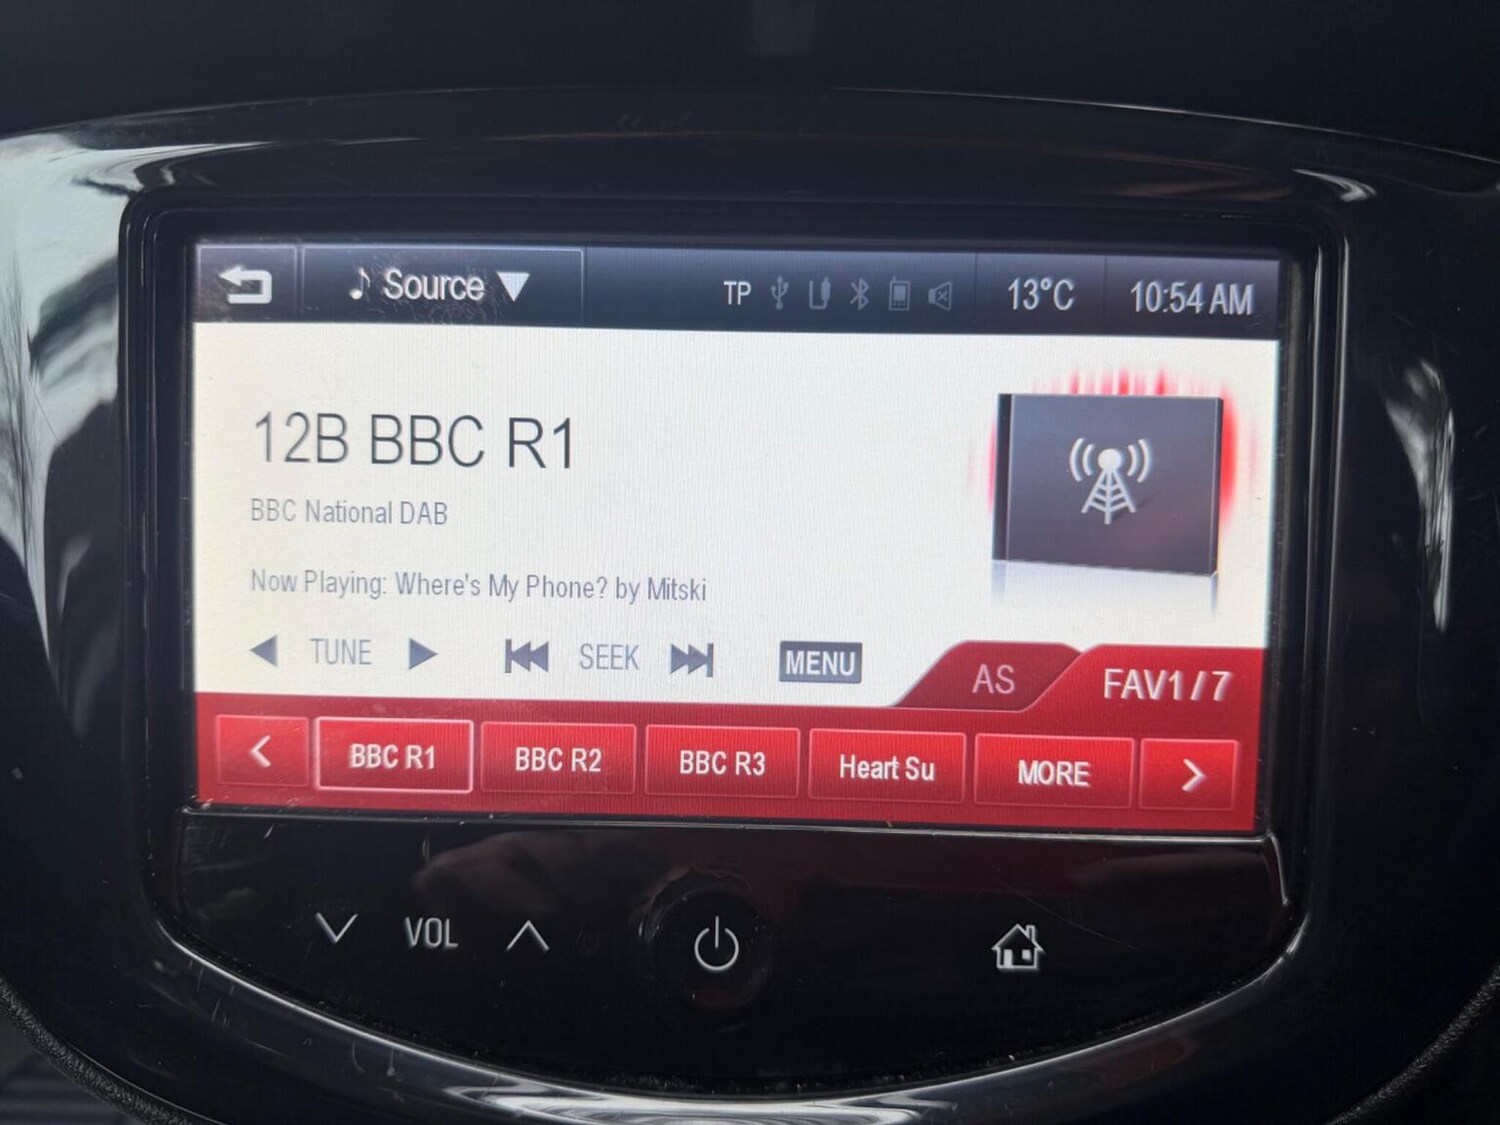 Source
TP
13°C
10:54 AM
12B BBC R1
BBC National DAB
Now Playing: Where's My Phone? by Mitski
TUNE
SEEK
MENU
AS
FAV1/7
BBC R1
BBC R2
BBC R3
Heart Su
MORE
VOL